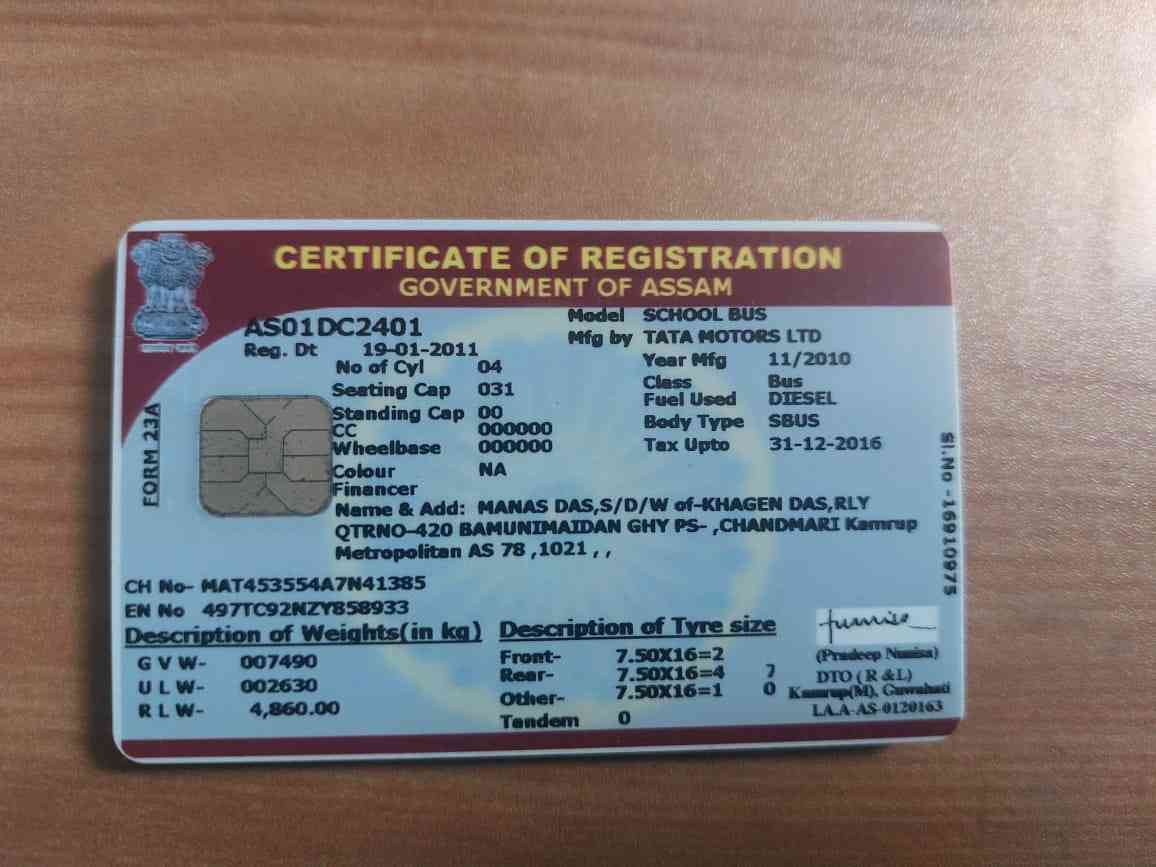 CERTIFICATE OF REGISTRATION
GOVERNMENT OF ASSAM
AS01DC2401
Reg. Dt 19-01-2011
Model SCHOOL BUS
Mfg by TATA MOTORS LTD
No of Cyl 04
Year Mfg 11/2010
Seating Cap 031
Class Bus
Standing Cap 00
Fuel Used DIESEL
CC 000000
Body Type SBUS
Wheelbase 000000
Tax Upto 31-12-2016
Colour NA
Financer
Name & Add: MANAS DAS,S/D/W of-KHAGEN DAS,RLY
QTRNO-420 BAMUNIMAIDAN GHY PS- ,CHANDMARI Kamrup
Metropolitan AS 78 ,1021 , ,
FORM 23A
Sl.No - 16910975
CH No- MAT453554A7N41385
EN No 497TC92NZY858933
Description of Weights(in kg)
G V W- 007490
U L W- 002630
R L W- 4,860.00
Description of Tyre size
Front- 7.50X16=2
Rear- 7.50X16=4 7
Other- 7.50X16=1 0
Tandem 0
(Pradeep Nunisa)
DTO ( R &L)
Kamrup(M), Guwahati
LA.A-AS-0120163